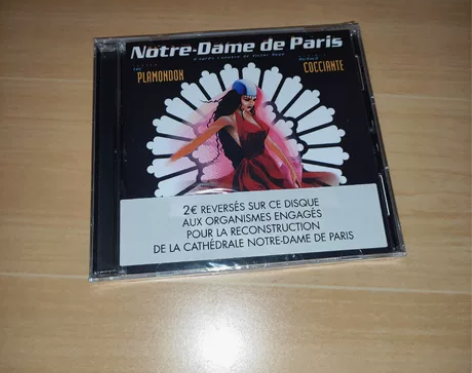 Notre-Dame de Paris
LUC
PLAMONDON
COCCIANTE
2€ REVERSÉS SUR CE DISQUE
AUX ORGANISMES ENGAGÉS
POUR LA RECONSTRUCTION
DE LA CATHÉDRALE NOTRE-DAME DE PARIS